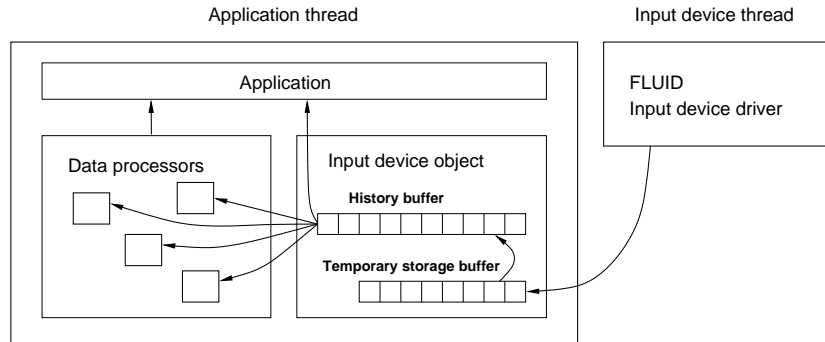 Application thread
Input device thread
Application
FLUID
Input device driver
Data processors
Input device object
History buffer
Temporary storage buffer